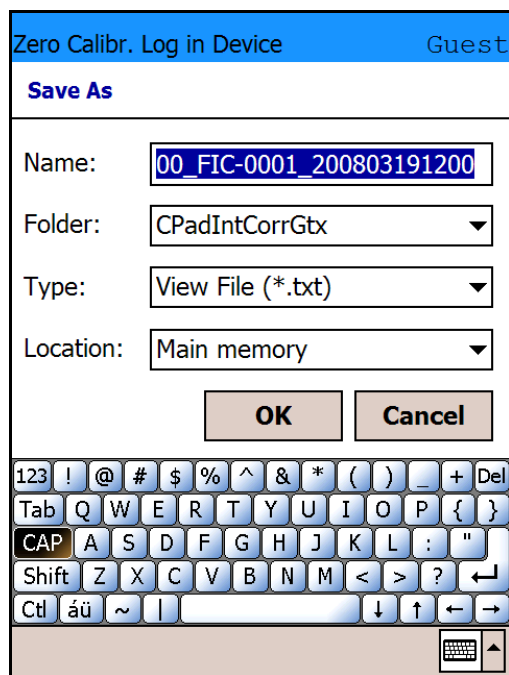 Zero Calibr. Log in Device Guest
Save As
Name: 00_FIC-0001_200803191200
Folder: CPadIntCorrGtx
Type: View File (*.txt)
Location: Main memory
OK Cancel
123 ! @ # $ % ^ & * ( ) _ + Del
Tab Q W E R T Y U I O P { }
CAP A S D F G H J K L : "
Shift Z X C V B N M < > ? ↵
Ctl áü ~ | ↓ ↑ ← →